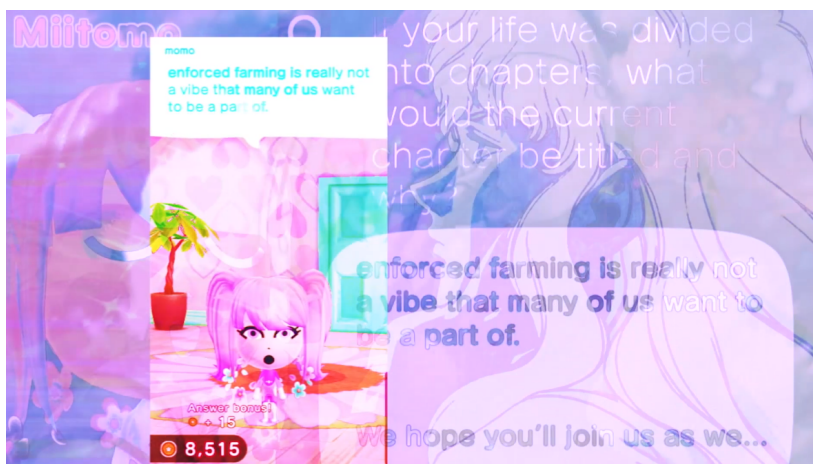 Miitomo
momo
enforced farming is really not
a vibe that many of us want
to be a part of.
Answer bonus!
+ 15
8,515
If your life was divided
into chapters, what
would the current
chapter be titled and
why?
enforced farming is really not
a vibe that many of us want to
be a part of.
We hope you'll join us as we...